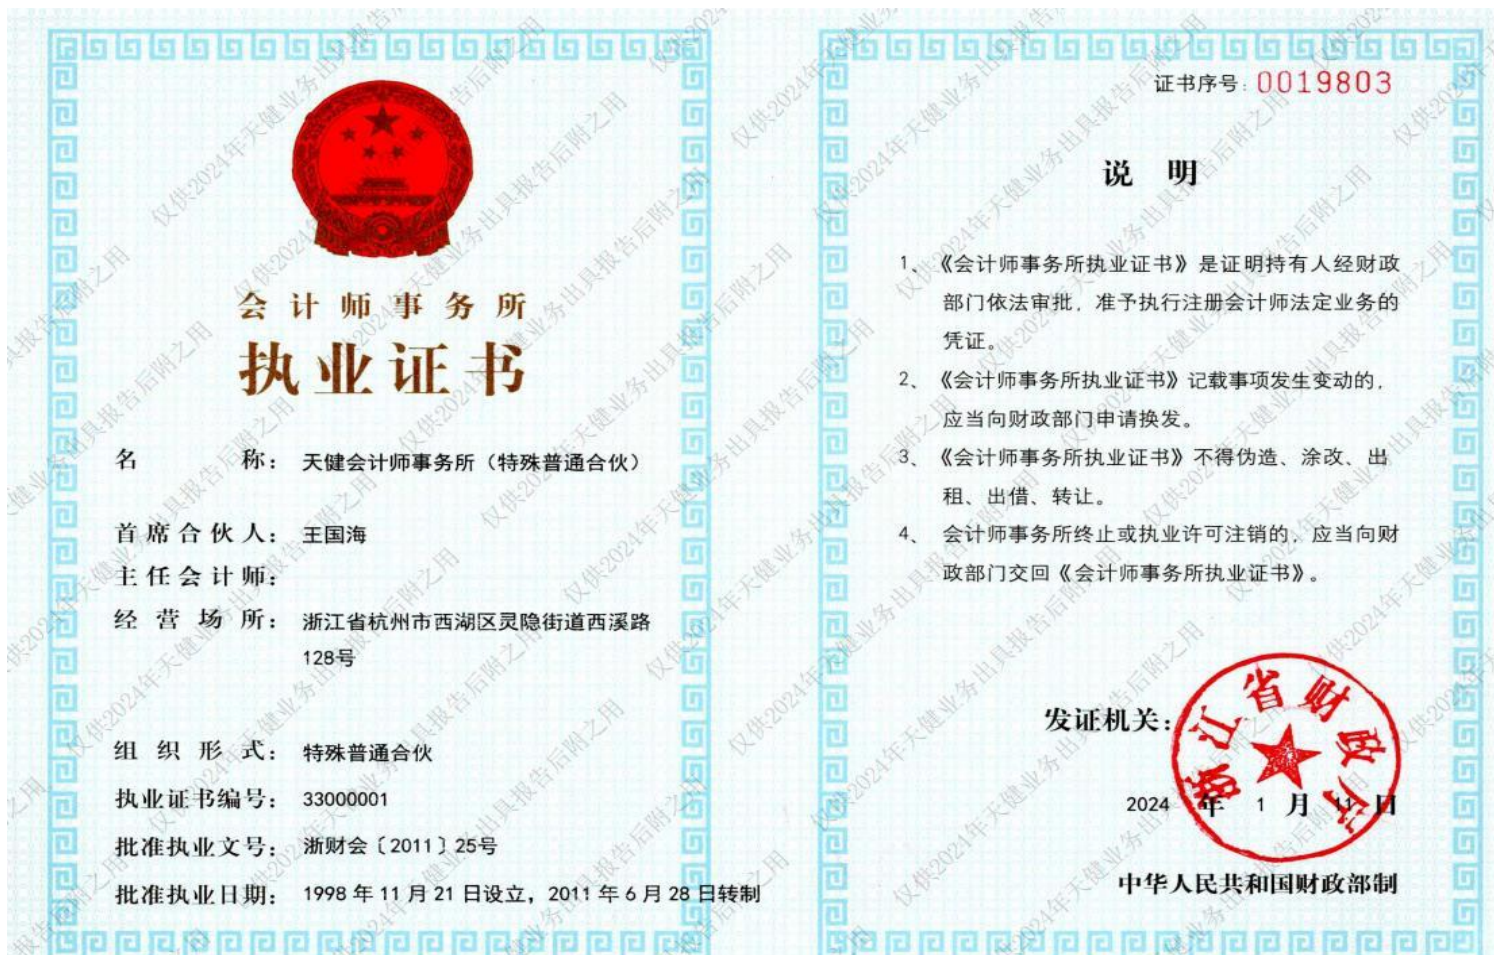 会计师事务所
执业证书
名称：天健会计师事务所（特殊普通合伙）
首席合伙人：王国海
主任会计师：
经营场所：浙江省杭州市西湖区灵隐街道西溪路
128号
组织形式：特殊普通合伙
执业证书编号：33000001
批准执业文号：浙财会〔2011〕25号
批准执业日期：1998年11月21日设立，2011年6月28日转制
证书序号：0019803
说明
1、《会计师事务所执业证书》是证明持有人经财政
部门依法审批，准予执行注册会计师法定业务的
凭证。
2、《会计师事务所执业证书》记载事项发生变动的，
应当向财政部门申请换发。
3、《会计师事务所执业证书》不得伪造、涂改、出
租、出借、转让。
4、会计师事务所终止或执业许可注销的，应当向财
政部门交回《会计师事务所执业证书》。
发证机关：
浙江省财政厅
2024年1月11日
中华人民共和国财政部制
仅供2024年天健业务出具报告后附之用